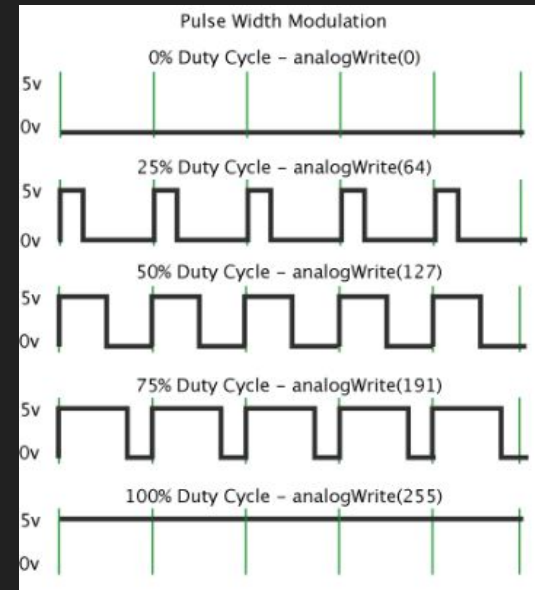 Pulse Width Modulation
0% Duty Cycle – analogWrite(0)
5v
0v
25% Duty Cycle – analogWrite(64)
5v
0v
50% Duty Cycle – analogWrite(127)
5v
0v
75% Duty Cycle – analogWrite(191)
5v
0v
100% Duty Cycle – analogWrite(255)
5v
0v